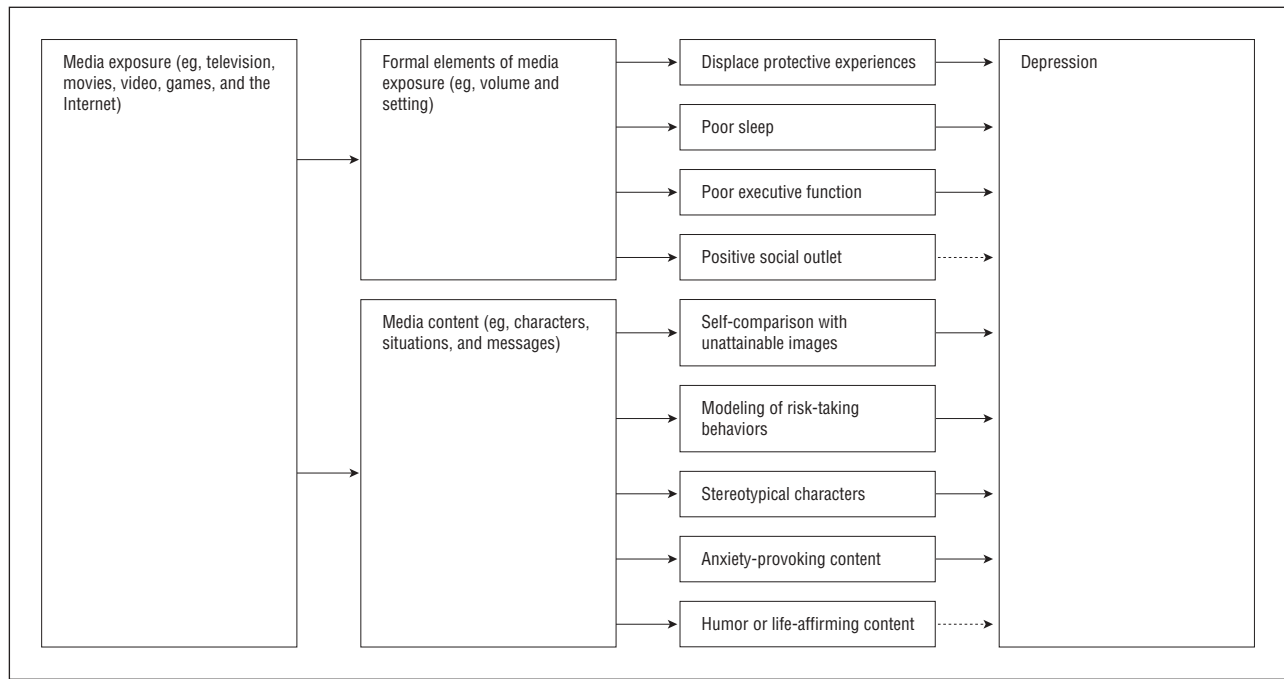 Media exposure (eg, television,
movies, video, games, and the
Internet)
Formal elements of media
exposure (eg, volume and
setting)
Media content (eg, characters,
situations, and messages)
Displace protective experiences
Poor sleep
Poor executive function
Positive social outlet
Self-comparison with
unattainable images
Modeling of risk-taking
behaviors
Stereotypical characters
Anxiety-provoking content
Humor or life-affirming content
Depression